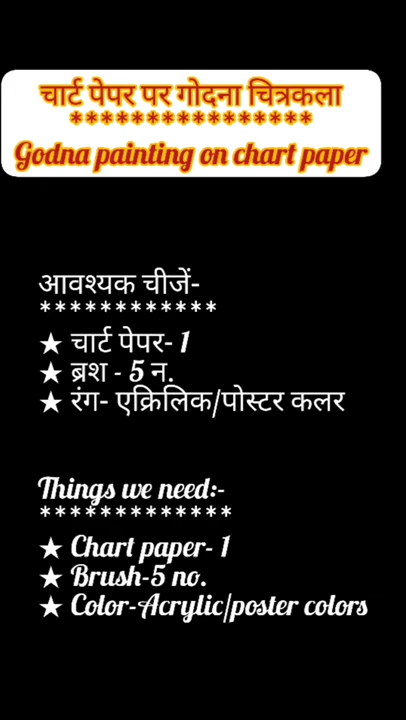 चार्ट पेपर पर गोदना चित्रकला
****************
Godna painting on chart paper
आवश्यक चीजें-
************
★ चार्ट पेपर- 1
★ ब्रश - 5 न.
★ रंग- एक्रिलिक/पोस्टर कलर
Things we need:-
*************
★ Chart paper- 1
★ Brush-5 no.
★ Color-Acrylic/poster colors